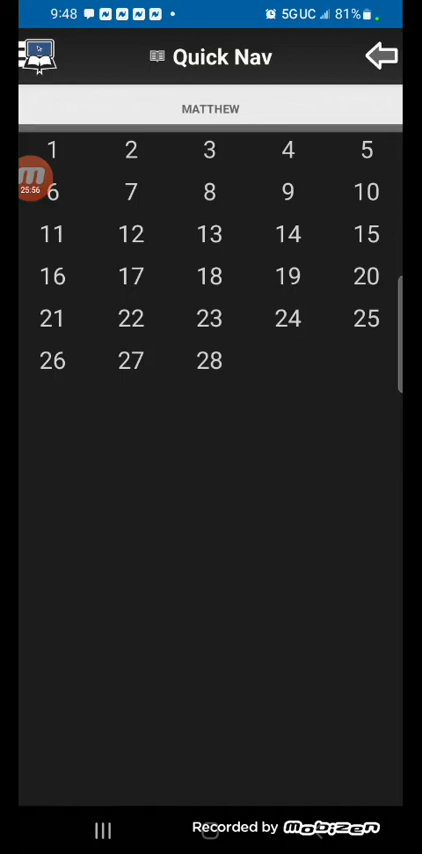 9:48 5GUC 81%
Quick Nav
MATTHEW
1 2 3 4 5
25:56
6 7 8 9 10
11 12 13 14 15
16 17 18 19 20
21 22 23 24 25
26 27 28
Recorded by mobizen